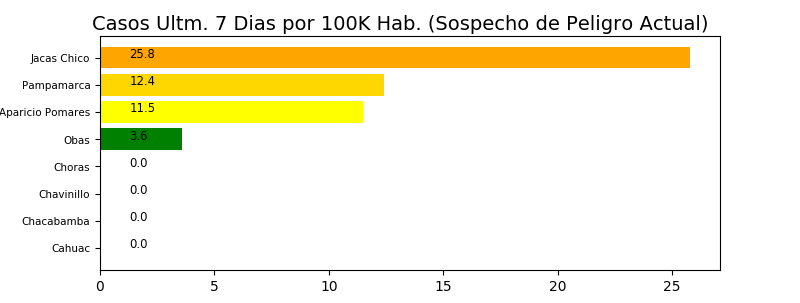 Casos Ultm. 7 Dias por 100K Hab. (Sospecho de Peligro Actual)
Jacas Chico 25.8
Pampamarca 12.4
Aparicio Pomares 11.5
Obas 3.6
Choras 0.0
Chavinillo 0.0
Chacabamba 0.0
Cahuac 0.0
0 5 10 15 20 25